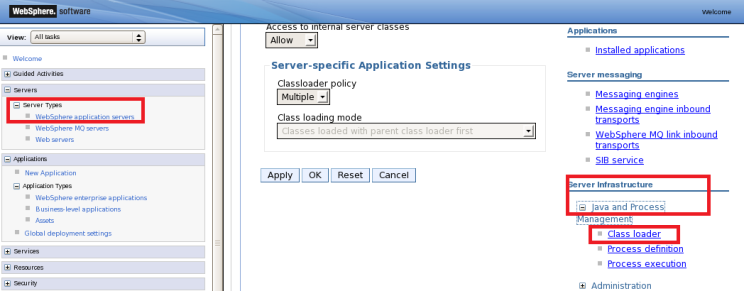 WebSphere. software
Welcome
View: All tasks
Welcome
Guided Activities
Servers
Server Types
WebSphere application servers
WebSphere MQ servers
Web servers
Applications
New Application
Application Types
WebSphere enterprise applications
Business-level applications
Assets
Global deployment settings
Services
Resources
Security
Access to internal server classes
Allow
Server-specific Application Settings
Classloader policy
Multiple
Class loading mode
Classes loaded with parent class loader first
Apply OK Reset Cancel
Applications
Installed applications
Server messaging
Messaging engines
Messaging engine inbound
transports
WebSphere MQ link inbound
transports
SIB service
Server Infrastructure
Java and Process
Management
Class loader
Process definition
Process execution
Administration